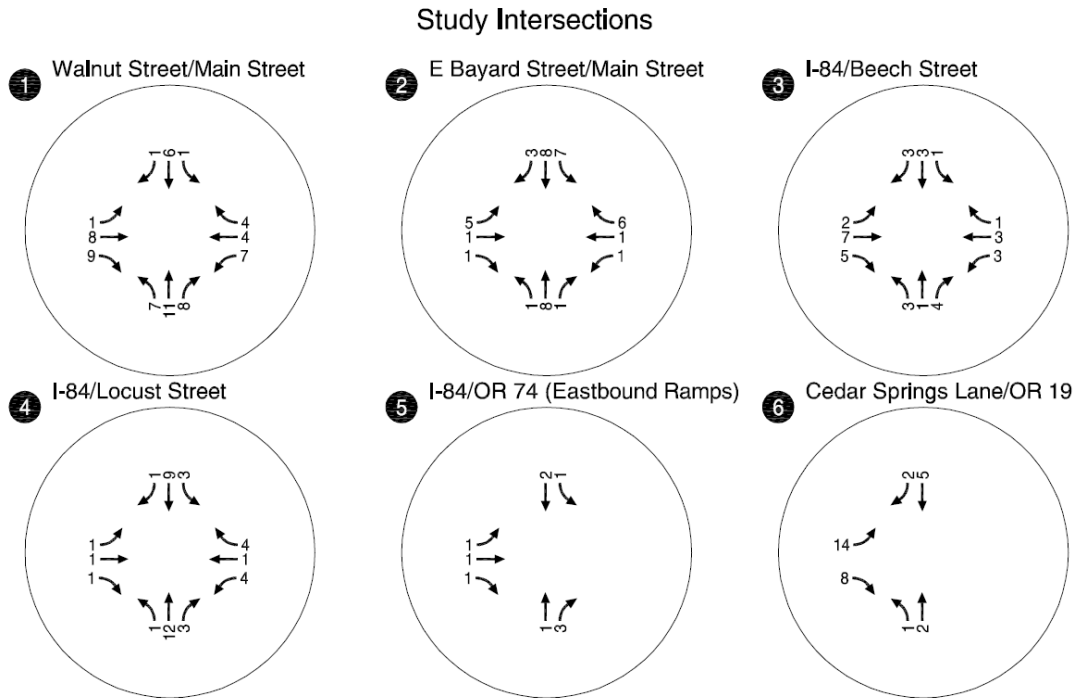 Study Intersections
1 Walnut Street/Main Street
1 6 1
1
8
9
4
4
7
7 11 8
2 E Bayard Street/Main Street
3 8 7
5
1
1
6
1
1
1 8 1
3 I-84/Beech Street
3 3 1
2
7
5
1
3
3
3 1 4
4 I-84/Locust Street
1 9 3
1
1
1
4
1
4
1 12 3
5 I-84/OR 74 (Eastbound Ramps)
2 1
1
1
1
1 3
6 Cedar Springs Lane/OR 19
2 5
14
8
1 2